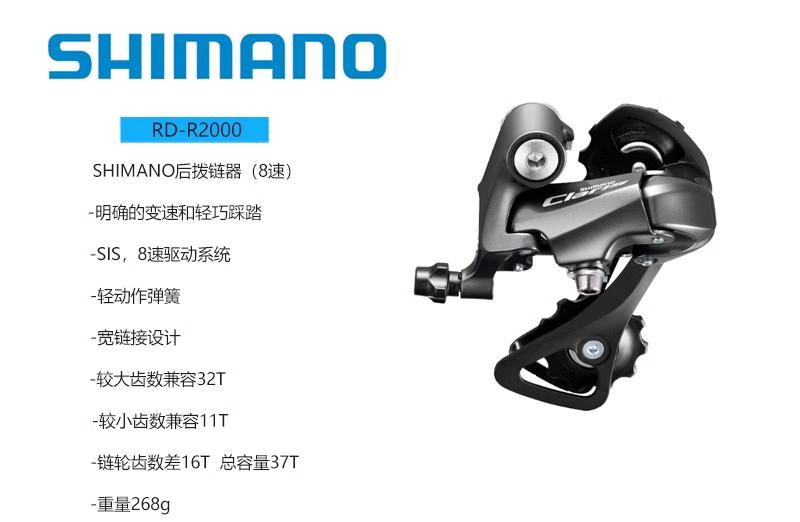 SHIMANO
RD-R2000
SHIMANO后拨链器（8速）
-明确的变速和轻巧踩踏
-SIS，8速驱动系统
-轻动作弹簧
-宽链接设计
-较大齿数兼容32T
-较小齿数兼容11T
-链轮齿数差16T 总容量37T
-重量268g
SHIMANO
Claris